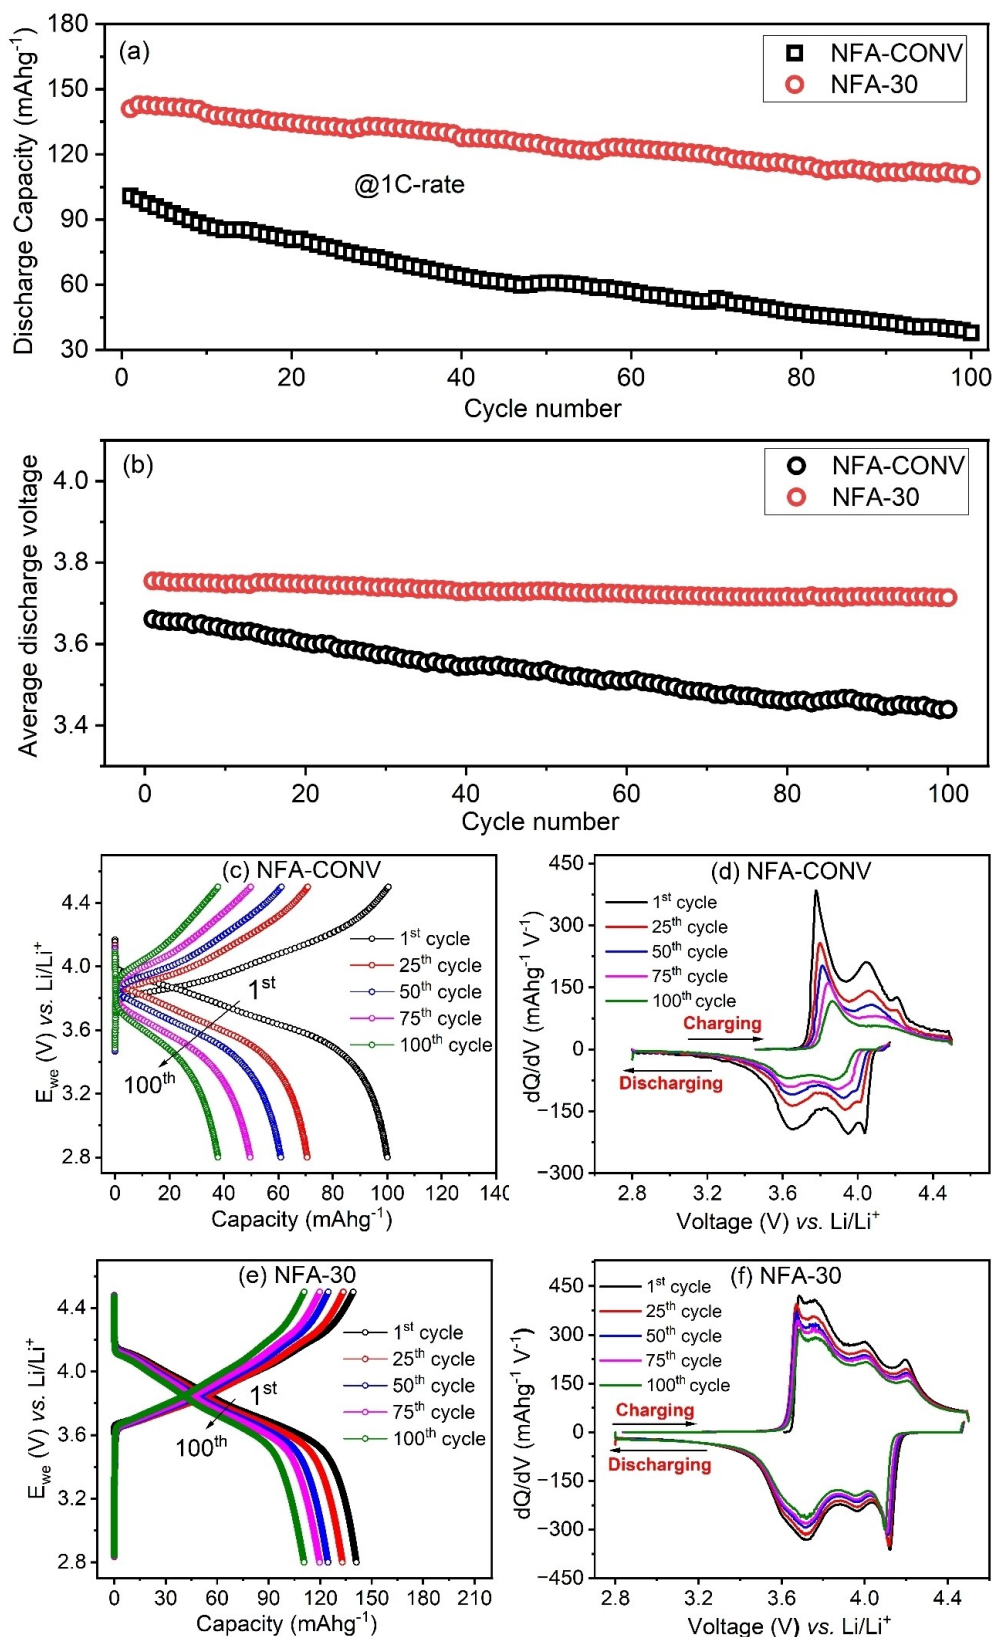 (a)
NFA-CONV
NFA-30
@1C-rate
Discharge Capacity (mAhg⁻¹)
180
150
120
90
60
30
0 20 40 60 80 100
Cycle number
(b)
NFA-CONV
NFA-30
Average discharge voltage
4.0
3.8
3.6
3.4
0 20 40 60 80 100
Cycle number
(c) NFA-CONV
1ˢᵗ cycle
25ᵗʰ cycle
50ᵗʰ cycle
75ᵗʰ cycle
100ᵗʰ cycle
1ˢᵗ
100ᵗʰ
E_we (V) vs. Li/Li⁺
4.4
4.0
3.6
3.2
2.8
0 20 40 60 80 100 120 14
Capacity (mAhg⁻¹)
(d) NFA-CONV
1ˢᵗ cycle
25ᵗʰ cycle
50ᵗʰ cycle
75ᵗʰ cycle
100ᵗʰ cycle
Charging
Discharging
dQ/dV (mAhg⁻¹ V⁻¹)
450
300
150
0
−150
−300
2.8 3.2 3.6 4.0 4.4
Voltage (V) vs. Li/Li⁺
(e) NFA-30
1ˢᵗ cycle
25ᵗʰ cycle
50ᵗʰ cycle
75ᵗʰ cycle
100ᵗʰ cycle
1ˢᵗ
100ᵗʰ
E_we (V) vs. Li/Li⁺
4.4
4.0
3.6
3.2
2.8
0 30 60 90 120 150 180 210
Capacity (mAhg⁻¹)
(f) NFA-30
1ˢᵗ cycle
25ᵗʰ cycle
50ᵗʰ cycle
75ᵗʰ cycle
100ᵗʰ cycle
Charging
Discharging
dQ/dV (mAhg⁻¹ V⁻¹)
450
300
150
0
−150
−300
−450
2.8 3.2 3.6 4.0 4.4
Voltage (V) vs. Li/Li⁺